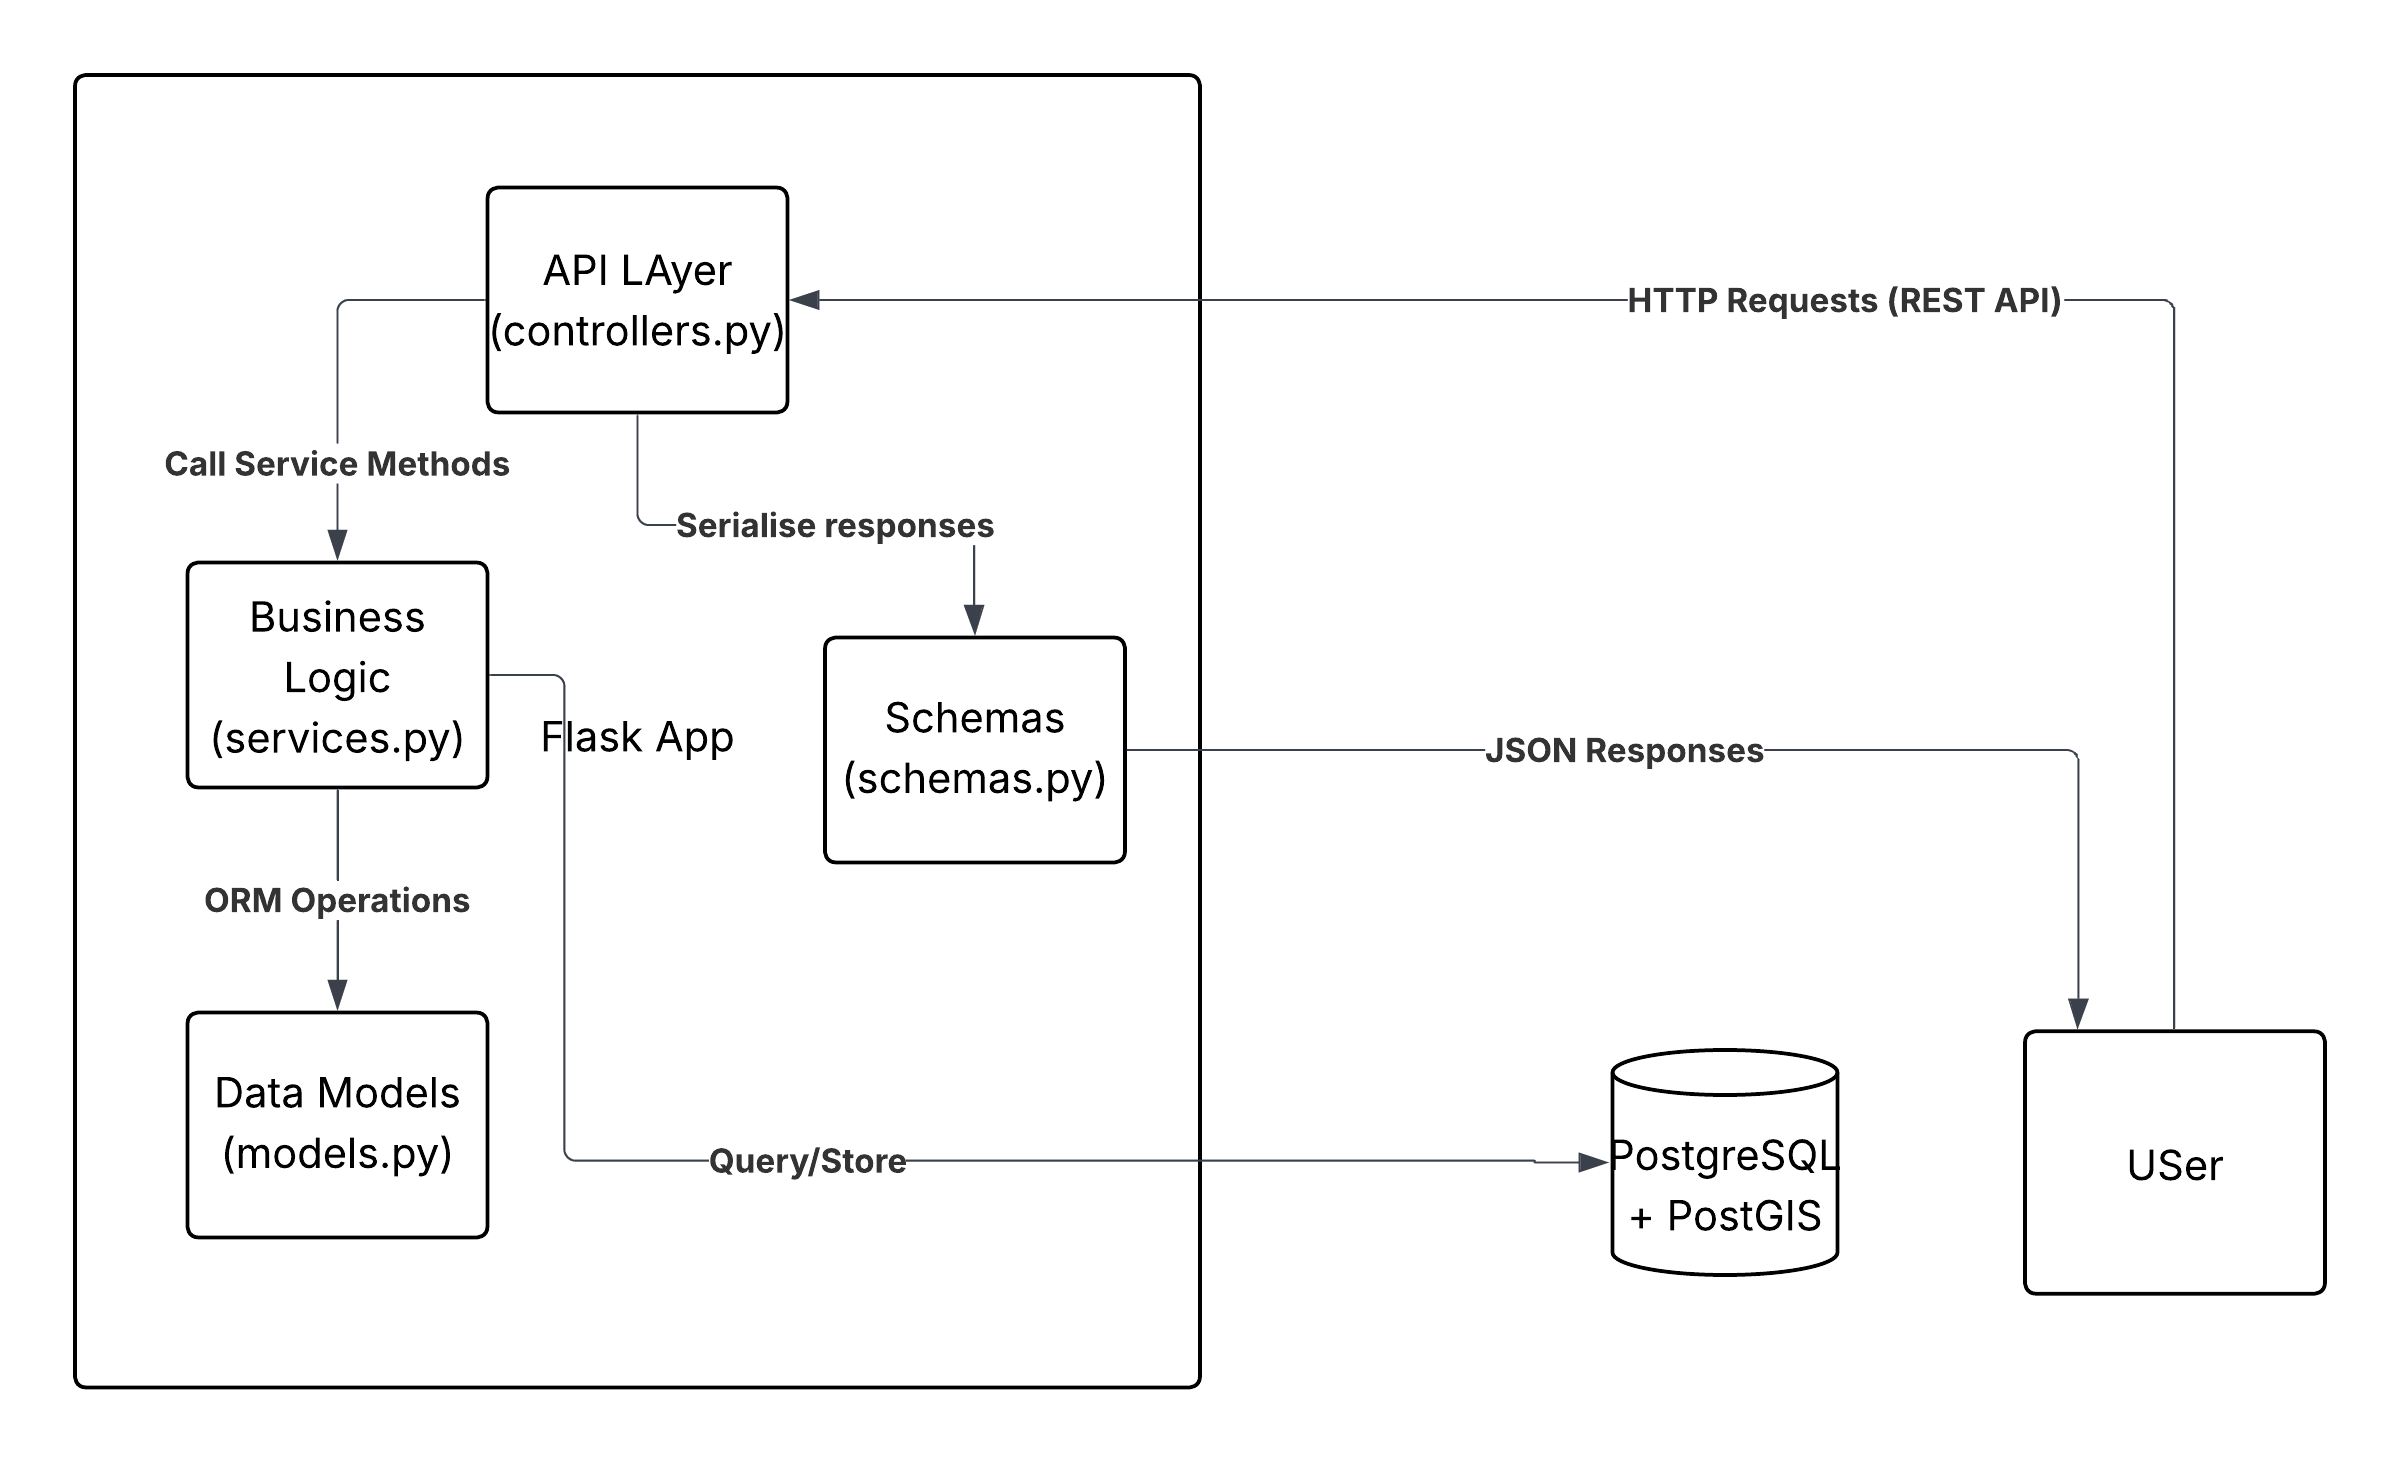 API LAyer
(controllers.py)
HTTP Requests (REST API)
Call Service Methods
Serialise responses
Business
Logic
(services.py)
Flask App
Schemas
(schemas.py)
JSON Responses
ORM Operations
Data Models
(models.py)
Query/Store
PostgreSQL
+ PostGIS
USer